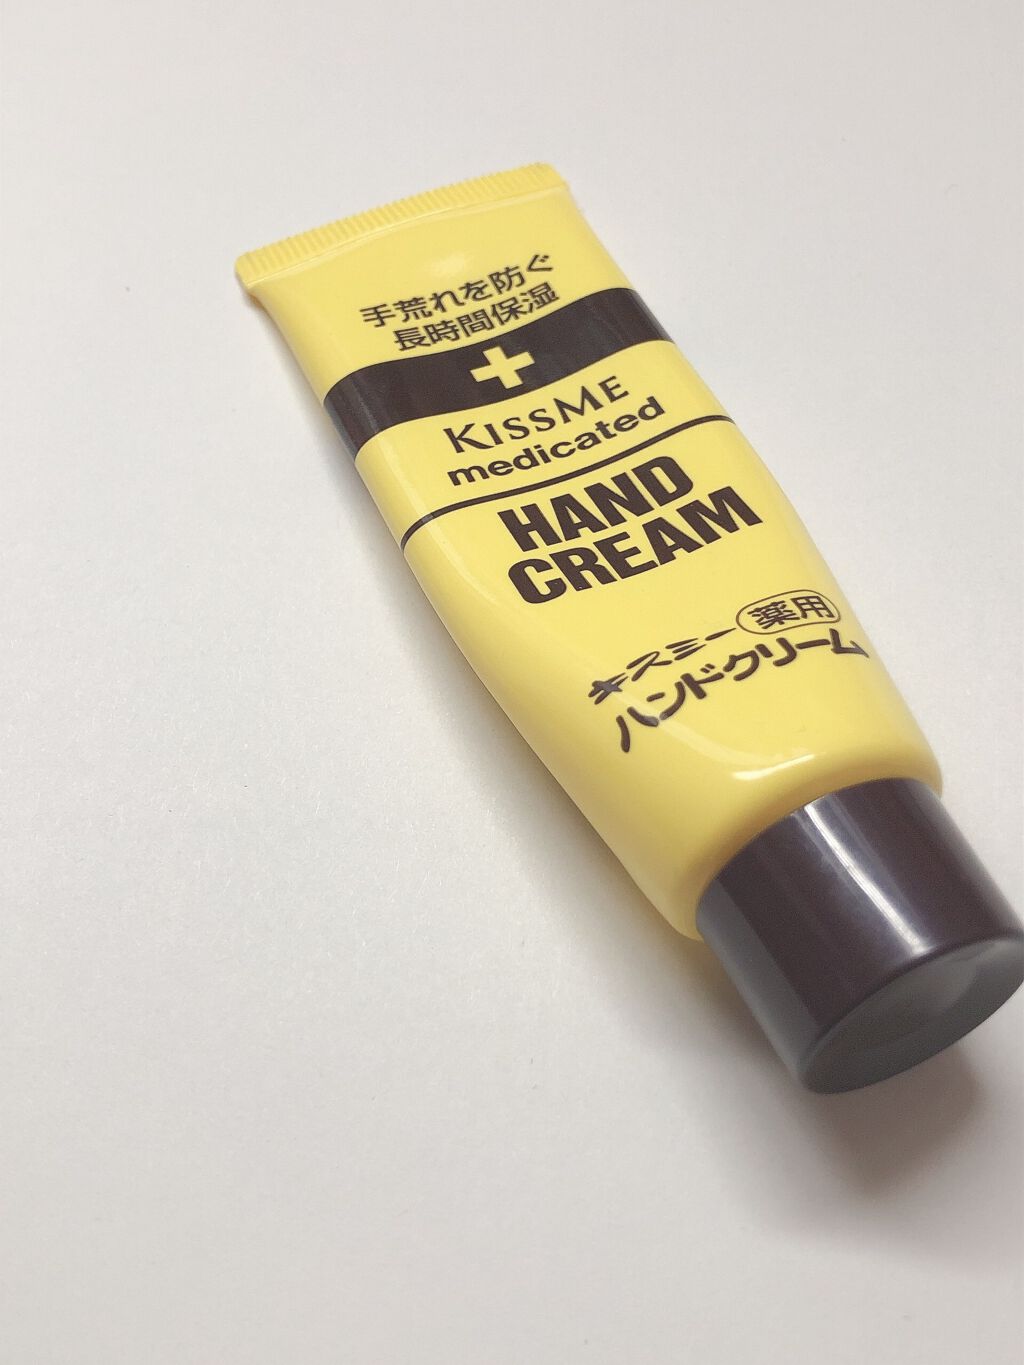 手荒れを防ぐ
長時間保湿
KISSME
medicated
HAND
CREAM
キスミー 薬用
ハンドクリーム